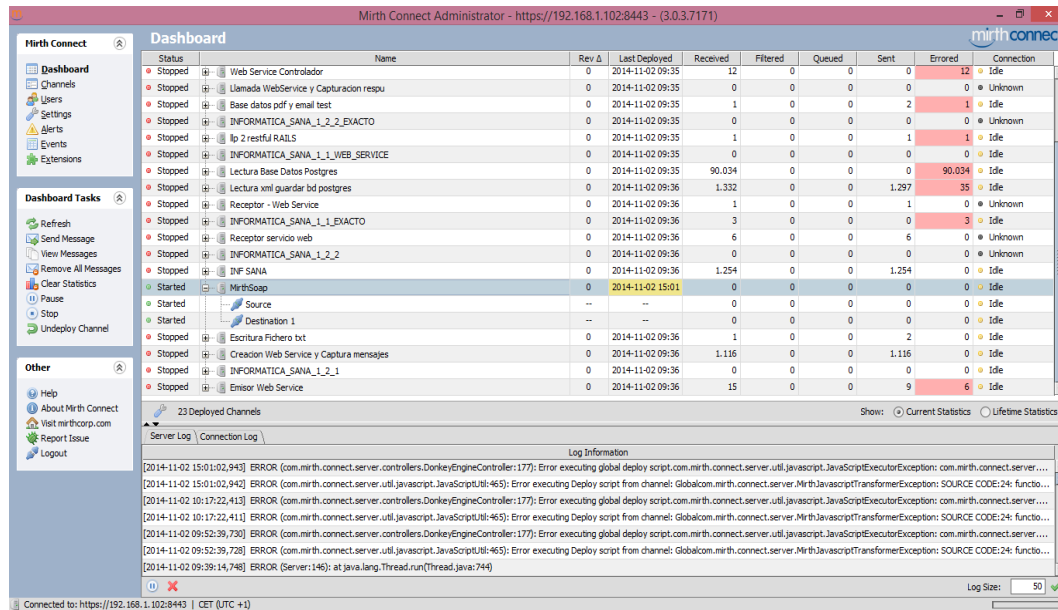 Mirth Connect Administrator - https://192.168.1.102:8443 - (3.0.3.7171)
Mirth Connect
Dashboard
Channels
Users
Settings
Alerts
Events
Extensions
Dashboard Tasks
Refresh
Send Message
View Messages
Remove All Messages
Clear Statistics
Pause
Stop
Undeploy Channel
Other
Help
About Mirth Connect
Visit mirthcorp.com
Report Issue
Logout
Dashboard
mirth connec
Status Name Rev Δ Last Deployed Received Filtered Queued Sent Errored Connection
Stopped Web Service Controlador 0 2014-11-02 09:35 12 0 0 0 12 Idle
Stopped Llamada WebService y Capturacion respu 0 2014-11-02 09:35 0 0 0 0 0 Unknown
Stopped Base datos pdf y email test 0 2014-11-02 09:35 1 0 0 2 1 Idle
Stopped INFORMATICA_SANA_1_2_2_EXACTO 0 2014-11-02 09:35 0 0 0 0 0 Unknown
Stopped llp 2 restful RAILS 0 2014-11-02 09:35 1 0 0 1 1 Idle
Stopped INFORMATICA_SANA_1_1_WEB_SERVICE 0 2014-11-02 09:35 0 0 0 0 0 Idle
Stopped Lectura Base Datos Postgres 0 2014-11-02 09:35 90.034 0 0 0 90.034 Idle
Stopped Lectura xml guardar bd postgres 0 2014-11-02 09:36 1.332 0 0 1.297 35 Idle
Stopped Receptor - Web Service 0 2014-11-02 09:36 1 0 0 1 0 Unknown
Stopped INFORMATICA_SANA_1_1_EXACTO 0 2014-11-02 09:36 3 0 0 0 3 Idle
Stopped Receptor servicio web 0 2014-11-02 09:36 6 0 0 6 0 Unknown
Stopped INFORMATICA_SANA_1_2_2 0 2014-11-02 09:36 0 0 0 0 0 Unknown
Stopped INF SANA 0 2014-11-02 09:36 1.254 0 0 1.254 0 Idle
Started MirthSoap 0 2014-11-02 15:01 0 0 0 0 0 Idle
Started Source -- -- 0 0 0 0 0 Idle
Started Destination 1 -- -- 0 0 0 0 0 Idle
Stopped Escritura Fichero txt 0 2014-11-02 09:36 1 0 0 2 0 Idle
Stopped Creacion Web Service y Captura mensajes 0 2014-11-02 09:36 1.116 0 0 1.116 0 Idle
Stopped INFORMATICA_SANA_1_2_1 0 2014-11-02 09:36 0 0 0 0 0 Idle
Stopped Emisor Web Service 0 2014-11-02 09:36 15 0 0 9 6 Idle
23 Deployed Channels Show: Current Statistics Lifetime Statistics
Server Log Connection Log
Log Information
[2014-11-02 15:01:02,943] ERROR (com.mirth.connect.server.controllers.DonkeyEngineController:177): Error executing global deploy script.com.mirth.connect.server.util.javascript.JavaScriptExecutorException: com.mirth.connect.server....
[2014-11-02 15:01:02,942] ERROR (com.mirth.connect.server.util.javascript.JavaScriptUtil:465): Error executing Deploy script from channel: Globalcom.mirth.connect.server.MirthJavascriptTransformerException: SOURCE CODE:24: functio...
[2014-11-02 10:17:22,413] ERROR (com.mirth.connect.server.controllers.DonkeyEngineController:177): Error executing global deploy script.com.mirth.connect.server.util.javascript.JavaScriptExecutorException: com.mirth.connect.server....
[2014-11-02 10:17:22,411] ERROR (com.mirth.connect.server.util.javascript.JavaScriptUtil:465): Error executing Deploy script from channel: Globalcom.mirth.connect.server.MirthJavascriptTransformerException: SOURCE CODE:24: functio...
[2014-11-02 09:52:39,730] ERROR (com.mirth.connect.server.controllers.DonkeyEngineController:177): Error executing global deploy script.com.mirth.connect.server.util.javascript.JavaScriptExecutorException: com.mirth.connect.server....
[2014-11-02 09:52:39,728] ERROR (com.mirth.connect.server.util.javascript.JavaScriptUtil:465): Error executing Deploy script from channel: Globalcom.mirth.connect.server.MirthJavascriptTransformerException: SOURCE CODE:24: functio...
[2014-11-02 09:39:14,748] ERROR (Server:146): at java.lang.Thread.run(Thread.java:744)
Log Size: 50
Connected to: https://192.168.1.102:8443 | CET (UTC +1)